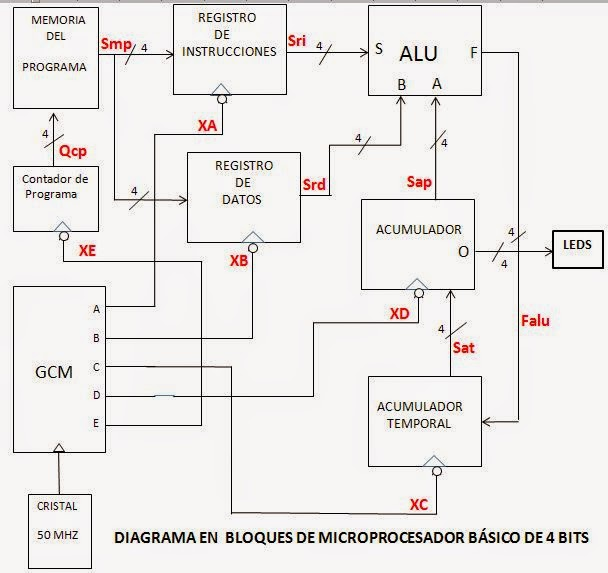 MEMORIA
DEL
PROGRAMA
Smp
4
REGISTRO
DE
INSTRUCCIONES
Sri
4
S
ALU
F
B
A
4
Qcp
XA
4
4
Contador de
Programa
4
REGISTRO
DE
DATOS
Srd
Sap
ACUMULADOR
O
4
4
LEDS
XE
XB
XD
Falu
GCM
A
B
C
D
E
4
Sat
ACUMULADOR
TEMPORAL
XC
CRISTAL
50 MHZ
DIAGRAMA EN BLOQUES DE MICROPROCESADOR BÁSICO DE 4 BITS